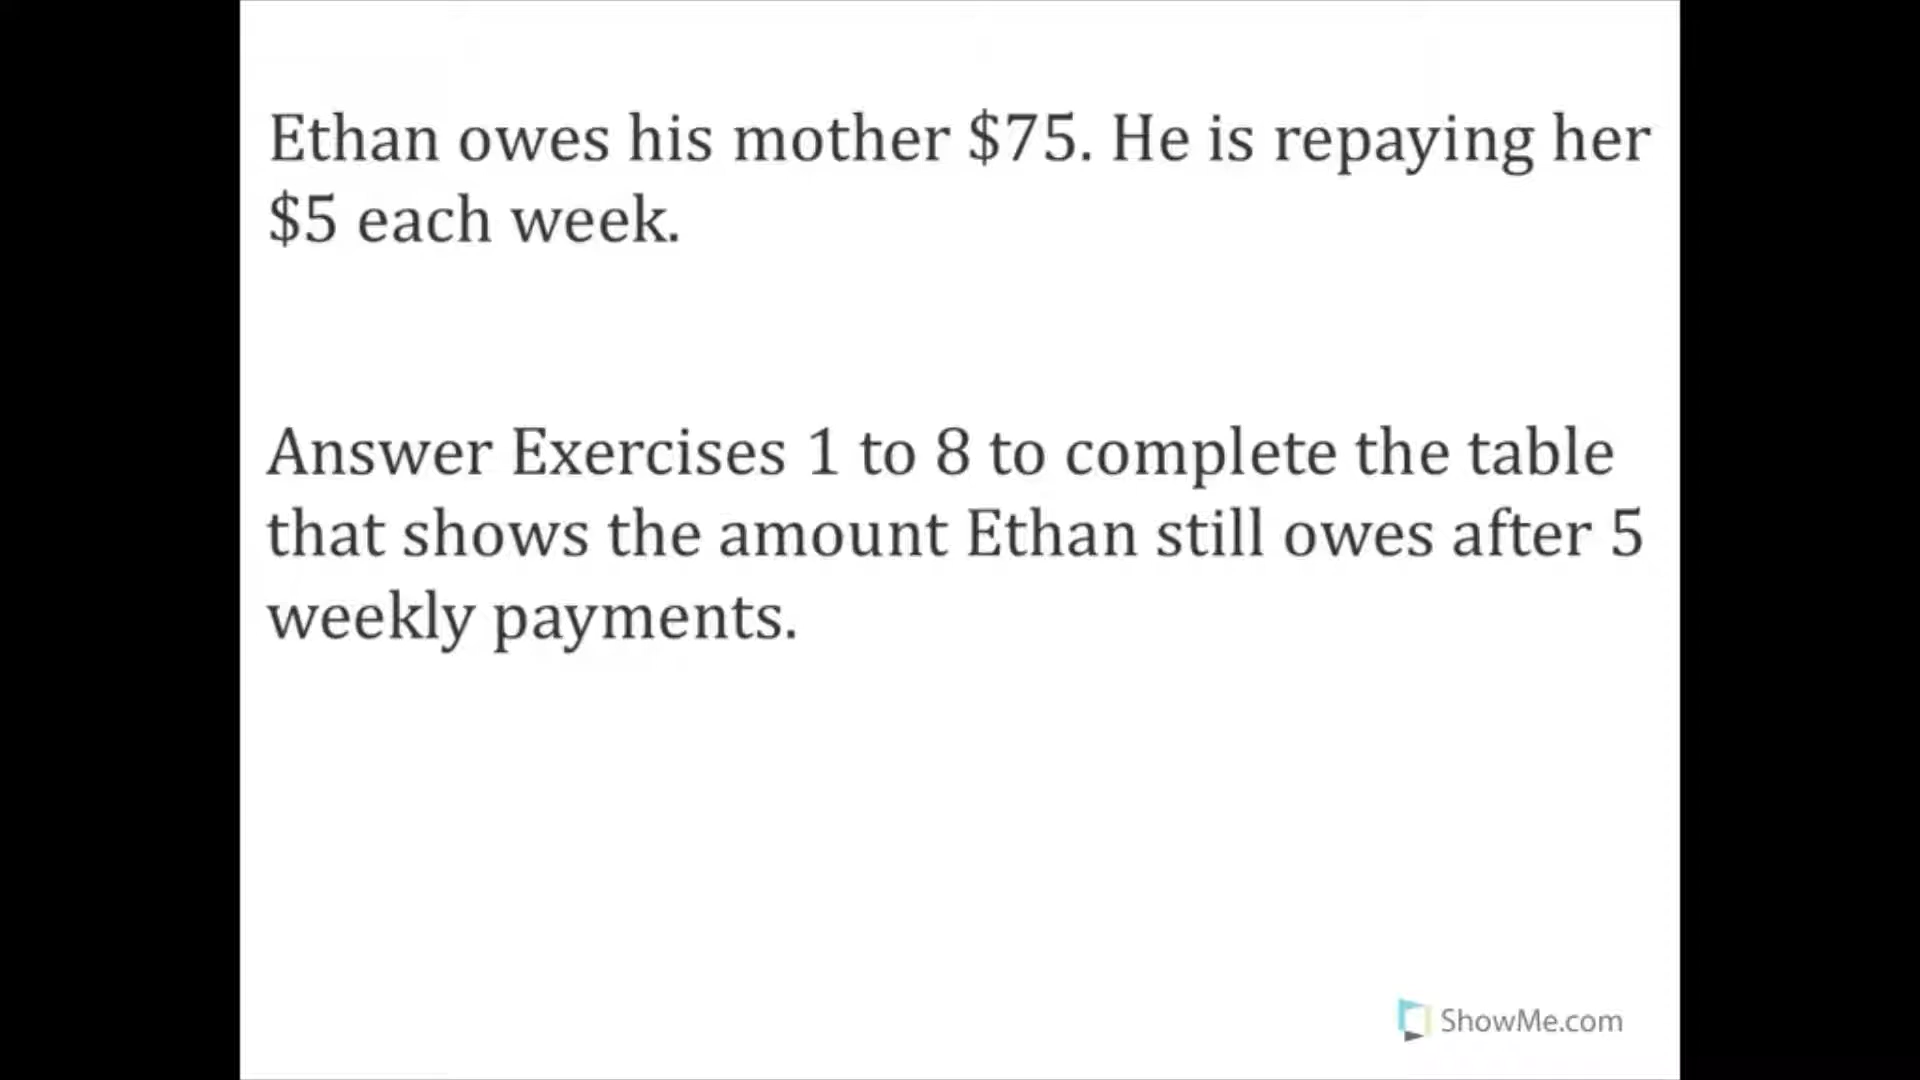 Ethan owes his mother $75. He is repaying her
$5 each week.
Answer Exercises 1 to 8 to complete the table
that shows the amount Ethan still owes after 5
weekly payments.
ShowMe.com